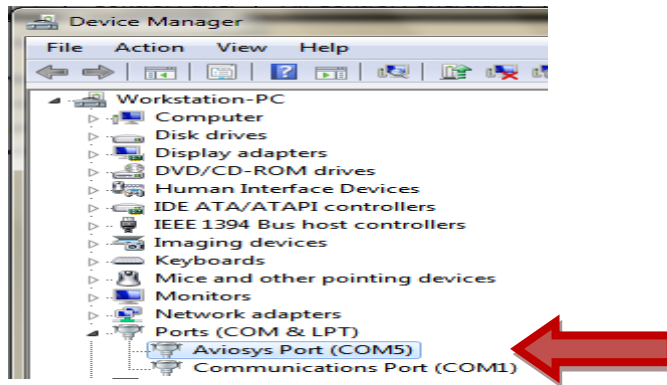 Device Manager
File Action View Help
Workstation-PC
Computer
Disk drives
Display adapters
DVD/CD-ROM drives
Human Interface Devices
IDE ATA/ATAPI controllers
IEEE 1394 Bus host controllers
Imaging devices
Keyboards
Mice and other pointing devices
Monitors
Network adapters
Ports (COM & LPT)
Aviosys Port (COM5)
Communications Port (COM1)